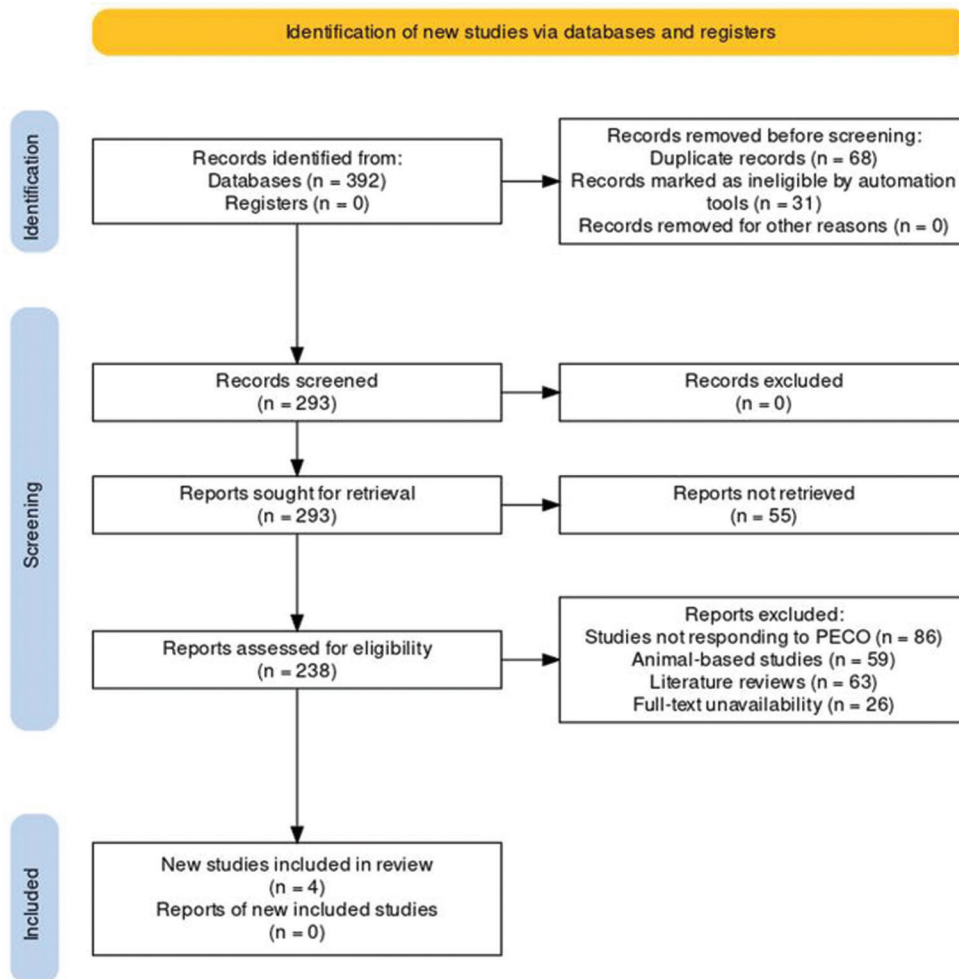 Identification of new studies via databases and registers
Identification
Records identified from:
Databases (n = 392)
Registers (n = 0)
Records removed before screening:
Duplicate records (n = 68)
Records marked as ineligible by automation
tools (n = 31)
Records removed for other reasons (n = 0)
Screening
Records screened
(n = 293)
Records excluded
(n = 0)
Reports sought for retrieval
(n = 293)
Reports not retrieved
(n = 55)
Reports assessed for eligibility
(n = 238)
Reports excluded:
Studies not responding to PECO (n = 86)
Animal-based studies (n = 59)
Literature reviews (n = 63)
Full-text unavailability (n = 26)
Included
New studies included in review
(n = 4)
Reports of new included studies
(n = 0)